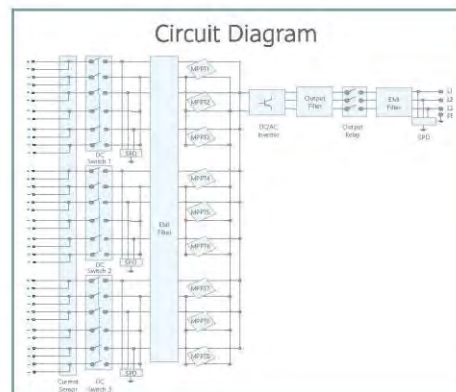 Circuit Diagram
MPPT1
MPPT2
MPPT3
MPPT4
MPPT5
MPPT6
MPPT7
MPPT8
MPPT9
EMI
Filter
DC
Switch 1
SPD
DC
Switch 2
SPD
Current
Sensor
DC
Switch 3
SPD
DC/AC
Inverter
Output
Filter
Output
Relay
EMI
Filter
SPD
L1
L2
L3
PE